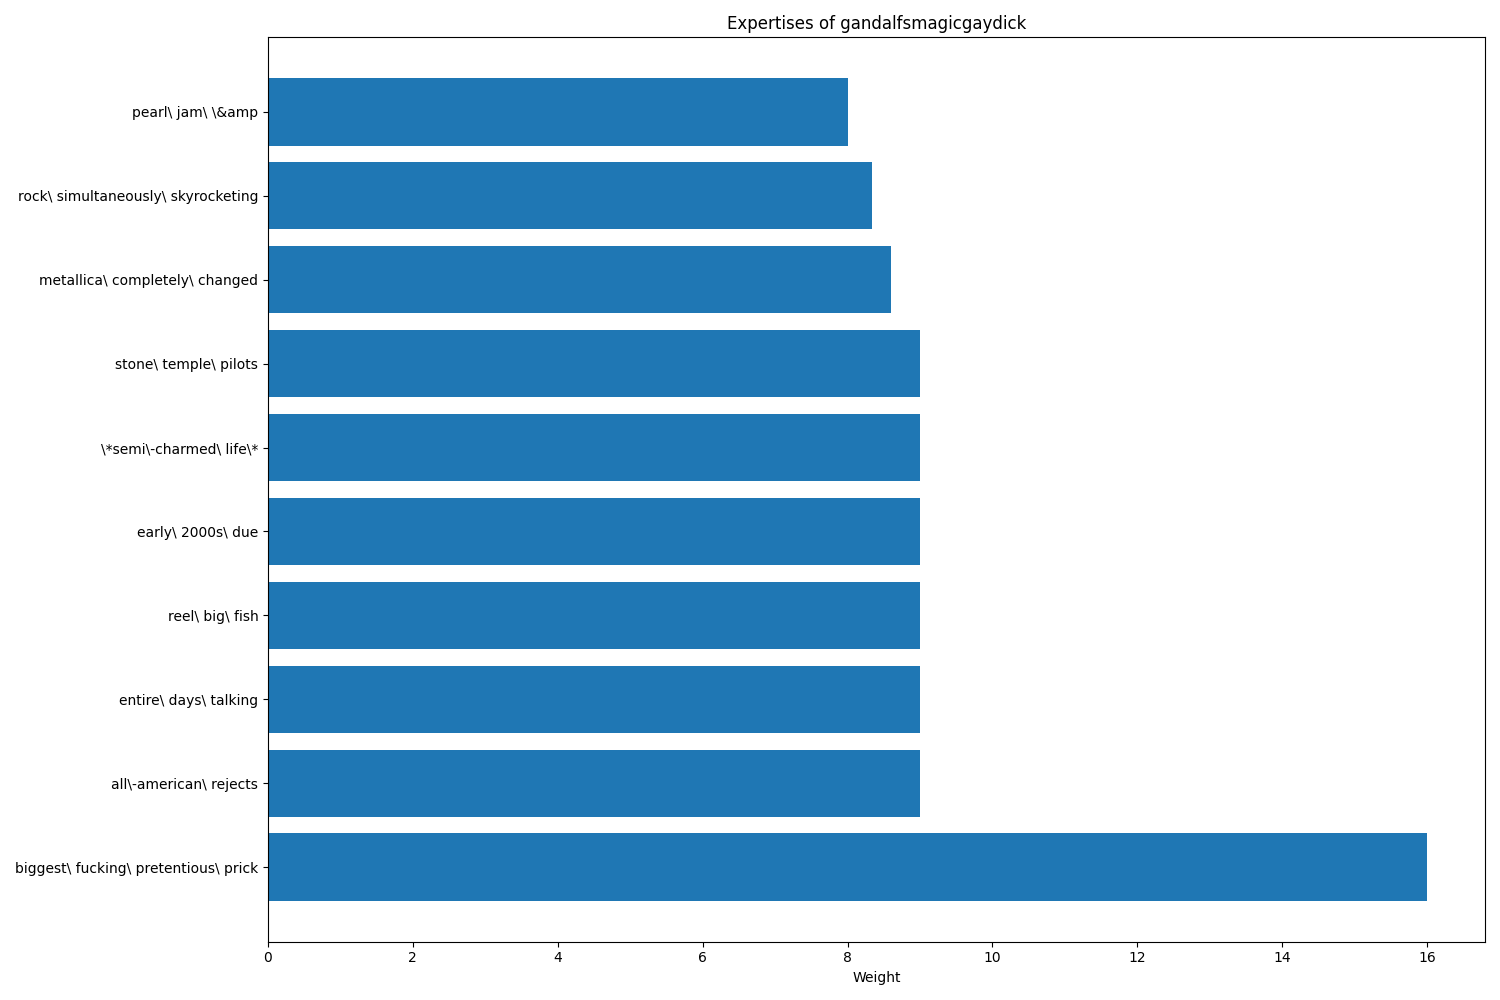 Expertises of gandalfsmagicgaydick
pearl\ jam\ \&amp
rock\ simultaneously\ skyrocketing
metallica\ completely\ changed
stone\ temple\ pilots
\*semi\-charmed\ life\*
early\ 2000s\ due
reel\ big\ fish
entire\ days\ talking
all\-american\ rejects
biggest\ fucking\ pretentious\ prick
0 2 4 6 8 10 12 14 16
Weight